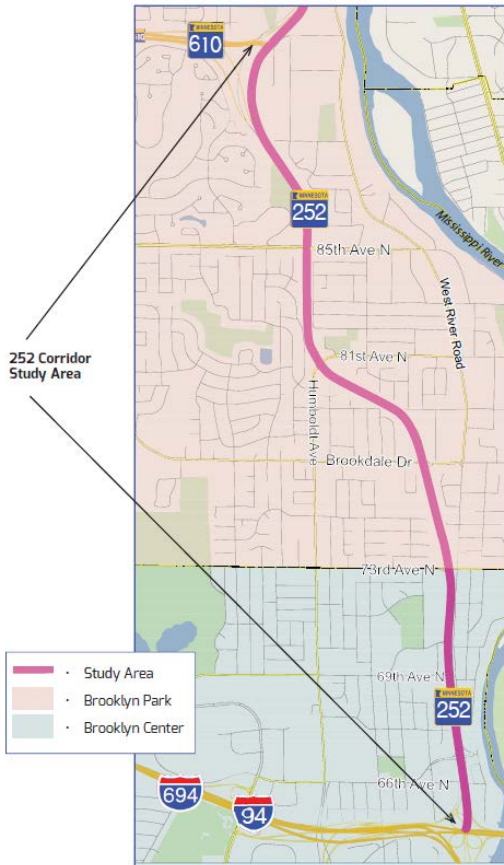 MINNESOTA
610
610
MINNESOTA
252
Mississippi River
85th Ave N
West River Road
252 Corridor
Study Area
81st Ave N
Humboldt Ave
Brookdale Dr
73rd Ave N
· Study Area
· Brooklyn Park
· Brooklyn Center
69th Ave N
MINNESOTA
252
66th Ave N
694
94